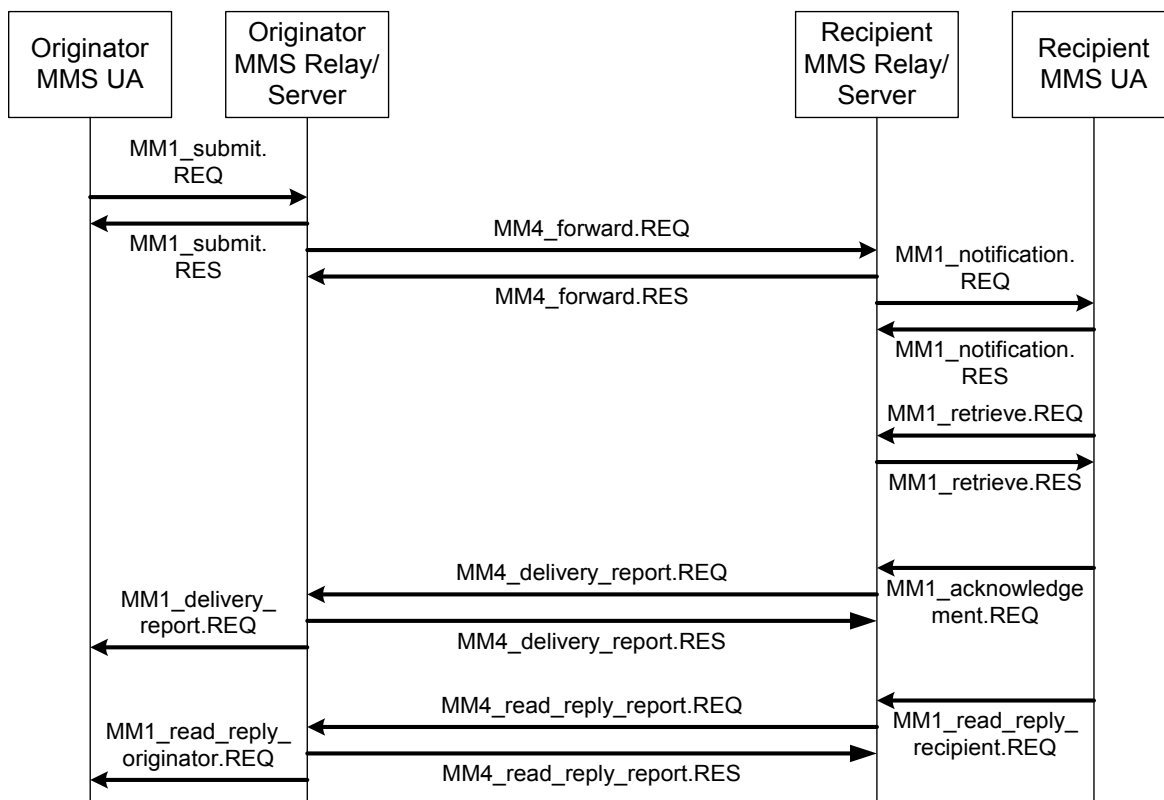 Originator
MMS UA
Originator
MMS Relay/
Server
Recipient
MMS Relay/
Server
Recipient
MMS UA
MM1_submit.
REQ
MM1_submit.
RES
MM4_forward.REQ
MM4_forward.RES
MM1_notification.
REQ
MM1_notification.
RES
MM1_retrieve.REQ
MM1_retrieve.RES
MM1_acknowledge
ment.REQ
MM4_delivery_report.REQ
MM4_delivery_report.RES
MM1_delivery_
report.REQ
MM1_read_reply_
recipient.REQ
MM4_read_reply_report.REQ
MM4_read_reply_report.RES
MM1_read_reply_
originator.REQ